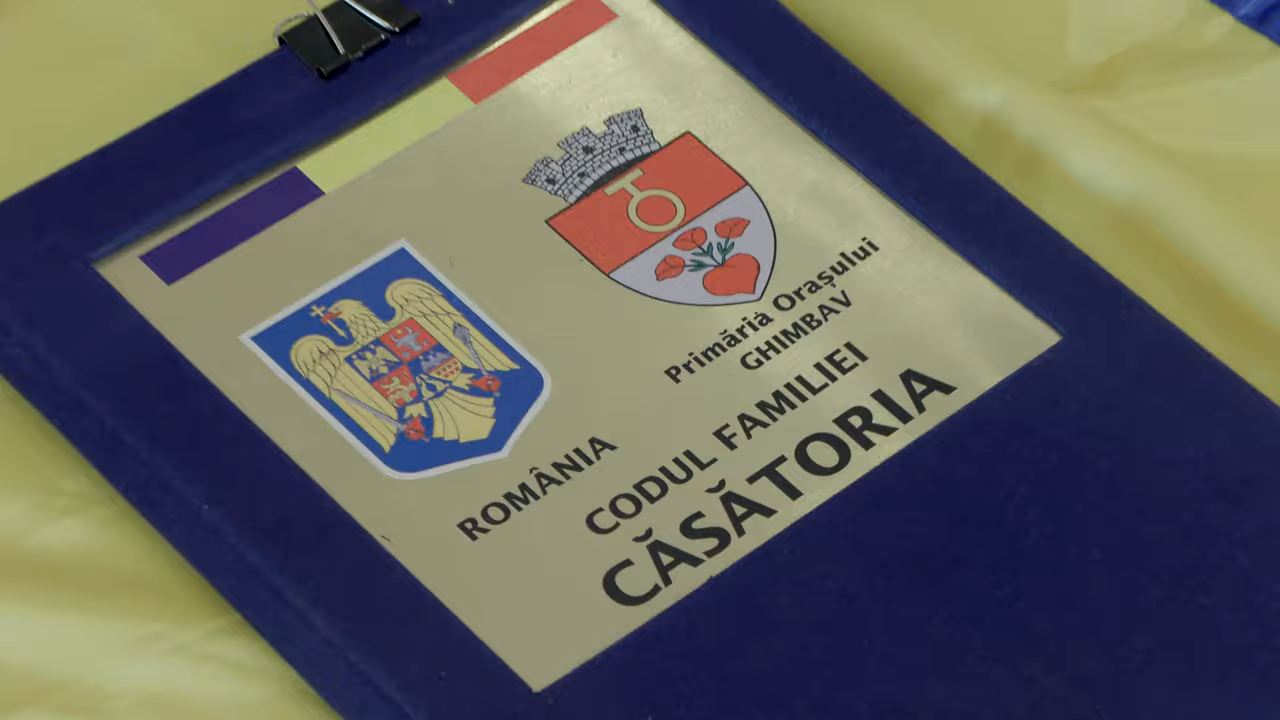 ROMÂNIA
Primăria Orașului
GHIMBAV
CODUL FAMILIEI
CĂSĂTORIA